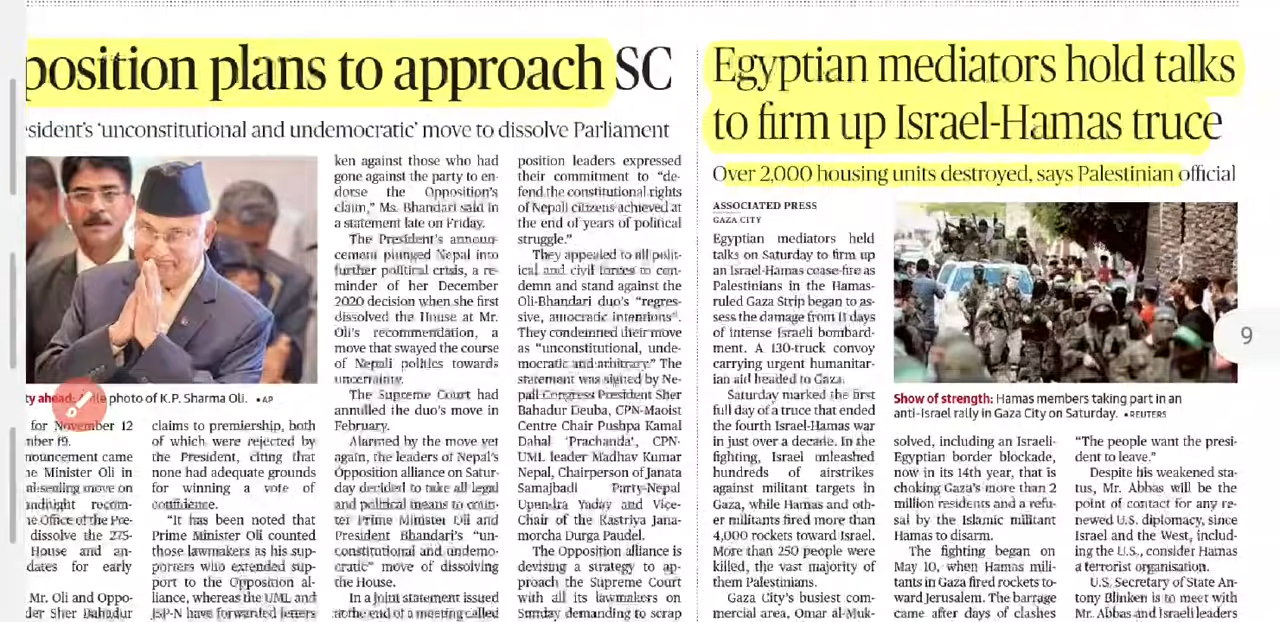 position plans to approach SC
sident's 'unconstitutional and undemocratic' move to dissolve Parliament
ty ahead: A file photo of K.P. Sharma Oli. •AP
for November 12
mber 19.
nouncement came
Minister Oli in
move on
recom-
Office of the Pre-
dissolve the 275-
House and an-
dates for early
Mr. Oli and Oppo-
der Sher Bahadur
claims to premiership, both
of which were rejected by
the President, citing that
none had adequate grounds
for winning a vote of
confidence.
"It has been noted that
Prime Minister Oli counted
those lawmakers as his sup-
porters who extended sup-
port to the Opposition al-
liance, whereas the UML and
JSP-N have forwarded letters
ken against those who had
gone against the party to en-
dorse the Opposition's
claim," Ms. Bhandari said in
a statement late on Friday.
The President's announ-
cement plunged Nepal into
further political crisis, a re-
minder of her December
2020 decision when she first
dissolved the House at Mr.
Oli's recommendation, a
move that swayed the course
of Nepali politics towards
uncertainty.
The Supreme Court had
annulled the duo's move in
February.
Alarmed by the move yet
again, the leaders of Nepal's
Opposition alliance on Satur-
day decided to take all legal
and political means to coun-
ter Prime Minister Oli and
President Bhandari's "un-
constitutional and undemo-
cratic" move of dissolving
the House.
In a joint statement issued
at the end of a meeting called
position leaders expressed
their commitment to "de-
fend the constitutional rights
of Nepali citizens achieved at
the end of years of political
struggle."
They appealed to all polit-
ical and civil forces to con-
demn and stand against the
Oli-Bhandari duo's "regres-
sive, autocratic intentions".
They condemned their move
as "unconstitutional, unde-
mocratic and arbitrary." The
statement was signed by Ne-
pali Congress President Sher
Bahadur Deuba, CPN-Maoist
Centre Chair Pushpa Kamal
Dahal 'Prachanda', CPN-
UML leader Madhav Kumar
Nepal, Chairperson of Janata
Samajbadi Party-Nepal
Upendra Yadav and Vice-
Chair of the Rastriya Jana-
morcha Durga Paudel.
The Opposition alliance is
devising a strategy to ap-
proach the Supreme Court
with all its lawmakers on
Sunday demanding to scrap
Egyptian mediators hold talks
to firm up Israel-Hamas truce
Over 2,000 housing units destroyed, says Palestinian official
ASSOCIATED PRESS
GAZA CITY
Egyptian mediators held
talks on Saturday to firm up
an Israel-Hamas cease-fire as
Palestinians in the Hamas-
ruled Gaza Strip began to as-
sess the damage from 11 days
of intense Israeli bombard-
ment. A 130-truck convoy
carrying urgent humanitar-
ian aid headed to Gaza.
Saturday marked the first
full day of a truce that ended
the fourth Israel-Hamas war
in just over a decade. In the
fighting, Israel unleashed
hundreds of airstrikes
against militant targets in
Gaza, while Hamas and oth-
er militants fired more than
4,000 rockets toward Israel.
More than 250 people were
killed, the vast majority of
them Palestinians.
Gaza City's busiest com-
mercial area, Omar al-Muk-
Show of strength: Hamas members taking part in an
anti-Israel rally in Gaza City on Saturday. •REUTERS
solved, including an Israeli-
Egyptian border blockade,
now in its 14th year, that is
choking Gaza's more than 2
million residents and a refu-
sal by the Islamic militant
Hamas to disarm.
The fighting began on
May 10, when Hamas mili-
tants in Gaza fired rockets to-
ward Jerusalem. The barrage
came after days of clashes
"The people want the presi-
dent to leave."
Despite his weakened sta-
tus, Mr. Abbas will be the
point of contact for any re-
newed U.S. diplomacy, since
Israel and the West, includ-
ing the U.S., consider Hamas
a terrorist organisation.
U.S. Secretary of State An-
tony Blinken is to meet with
Mr. Abbas and Israeli leaders
9